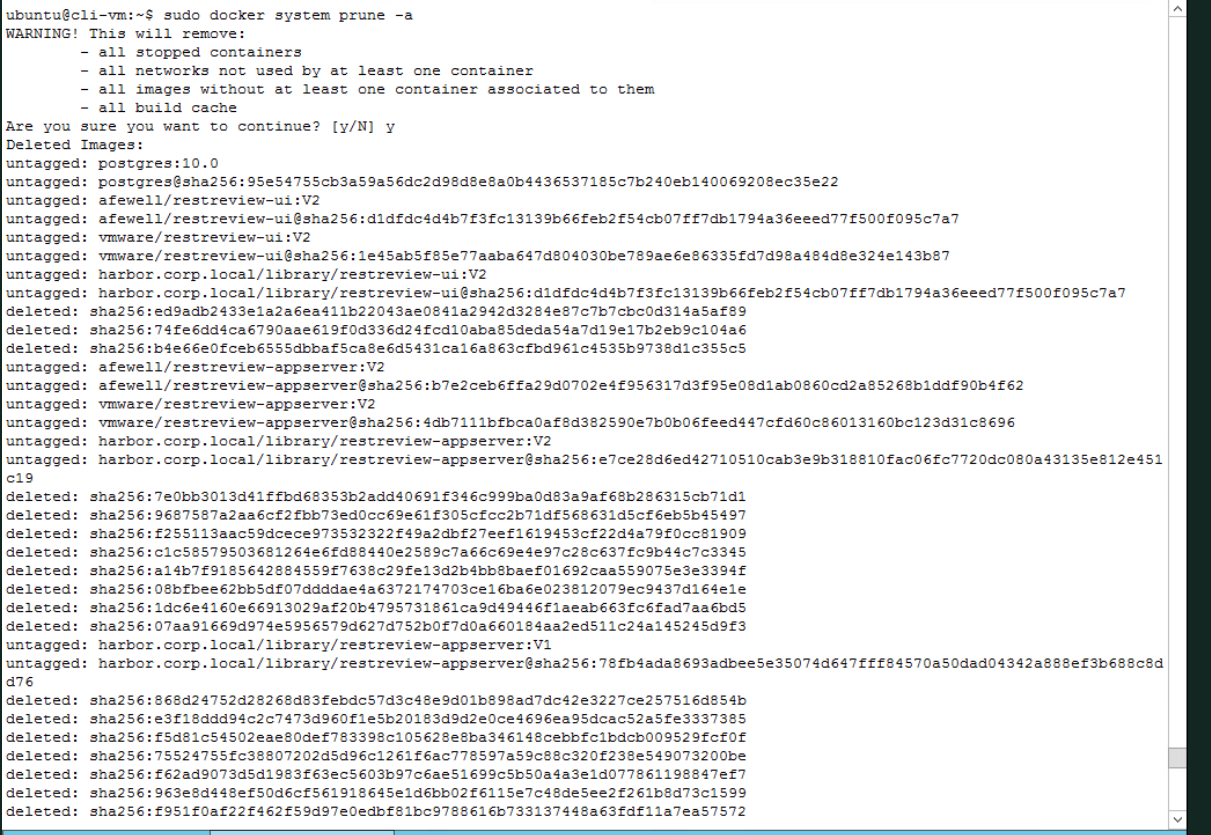 ubuntu@cli-vm:~$ sudo docker system prune -a
WARNING! This will remove:
        - all stopped containers
        - all networks not used by at least one container
        - all images without at least one container associated to them
        - all build cache
Are you sure you want to continue? [y/N] y
Deleted Images:
untagged: postgres:10.0
untagged: postgres@sha256:95e54755cb3a59a56dc2d98d8e8a0b4436537185c7b240eb140069208ec35e22
untagged: afewell/restreview-ui:V2
untagged: afewell/restreview-ui@sha256:d1dfdc4d4b7f3fc13139b66feb2f54cb07ff7db1794a36eeed77f500f095c7a7
untagged: vmware/restreview-ui:V2
untagged: vmware/restreview-ui@sha256:1e45ab5f85e77aaba647d804030be789ae6e86335fd7d98a484d8e324e143b87
untagged: harbor.corp.local/library/restreview-ui:V2
untagged: harbor.corp.local/library/restreview-ui@sha256:d1dfdc4d4b7f3fc13139b66feb2f54cb07ff7db1794a36eeed77f500f095c7a7
deleted: sha256:ed9adb2433e1a2a6ea411b22043ae0841a2942d3284e87c7b7cbc0d314a5af89
deleted: sha256:74fe6dd4ca6790aae619f0d336d24fcd10aba85deda54a7d19e17b2eb9c104a6
deleted: sha256:b4e66e0fceb6555dbbaf5ca8e6d5431ca16a863cfbd961c4535b9738d1c355c5
untagged: afewell/restreview-appserver:V2
untagged: afewell/restreview-appserver@sha256:b7e2ceb6ffa29d0702e4f956317d3f95e08d1ab0860cd2a85268b1ddf90b4f62
untagged: vmware/restreview-appserver:V2
untagged: vmware/restreview-appserver@sha256:4db7111bfbca0af8d382590e7b0b06feed447cfd60c86013160bc123d31c8696
untagged: harbor.corp.local/library/restreview-appserver:V2
untagged: harbor.corp.local/library/restreview-appserver@sha256:e7ce28d6ed42710510cab3e9b318810fac06fc7720dc080a43135e812e451
c19
deleted: sha256:7e0bb3013d41ffbd68353b2add40691f346c999ba0d83a9af68b286315cb71d1
deleted: sha256:9687587a2aa6cf2fbb73ed0cc69e61f305cfcc2b71df568631d5cf6eb5b45497
deleted: sha256:f255113aac59dcece973532322f49a2dbf27eef1619453cf22d4a79f0cc81909
deleted: sha256:c1c58579503681264e6fd88440e2589c7a66c69e4e97c28c637fc9b44c7c3345
deleted: sha256:a14b7f9185642884559f7638c29fe13d2b4bb8baef01692caa559075e3e3394f
deleted: sha256:08bfbee62bb5df07ddddae4a6372174703ce16ba6e023812079ec9437d164e1e
deleted: sha256:1dc6e4160e66913029af20b4795731861ca9d49446f1aeab663fc6fad7aa6bd5
deleted: sha256:07aa91669d974e5956579d627d752b0f7d0a660184aa2ed511c24a145245d9f3
untagged: harbor.corp.local/library/restreview-appserver:V1
untagged: harbor.corp.local/library/restreview-appserver@sha256:78fb4ada8693adbee5e35074d647fff84570a50dad04342a888ef3b688c8d
d76
deleted: sha256:868d24752d28268d83febdc57d3c48e9d01b898ad7dc42e3227ce257516d854b
deleted: sha256:e3f18ddd94c2c7473d960f1e5b20183d9d2e0ce4696ea95dcac52a5fe3337385
deleted: sha256:f5d81c54502eae80def783398c105628e8ba346148cebbfc1bdcb009529fcf0f
deleted: sha256:75524755fc38807202d5d96c1261f6ac778597a59c88c320f238e549073200be
deleted: sha256:f62ad9073d5d1983f63ec5603b97c6ae51699c5b50a4a3e1d077861198847ef7
deleted: sha256:963e8d448ef50d6cf561918645e1d6bb02f6115e7c48de5ee2f261b8d73c1599
deleted: sha256:f951f0af22f462f59d97e0edbf81bc9788616b733137448a63fdf11a7ea57572